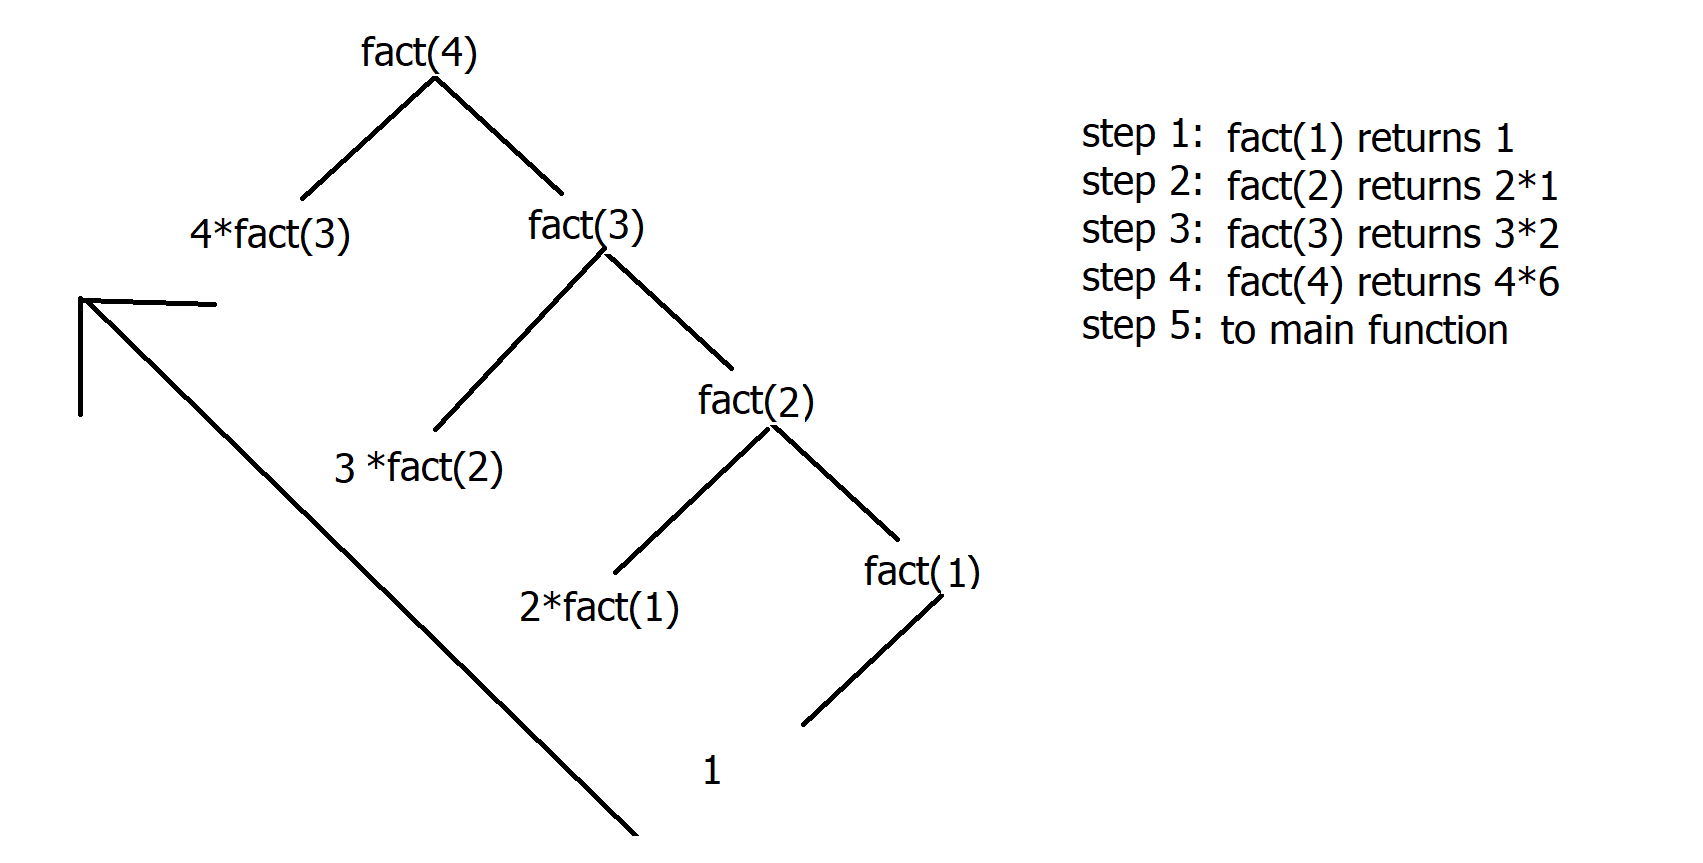 fact(4)
4*fact(3)
fact(3)
3 *fact(2)
fact(2)
2*fact(1)
fact(1)
1
step 1: fact(1) returns 1
step 2: fact(2) returns 2*1
step 3: fact(3) returns 3*2
step 4: fact(4) returns 4*6
step 5: to main function